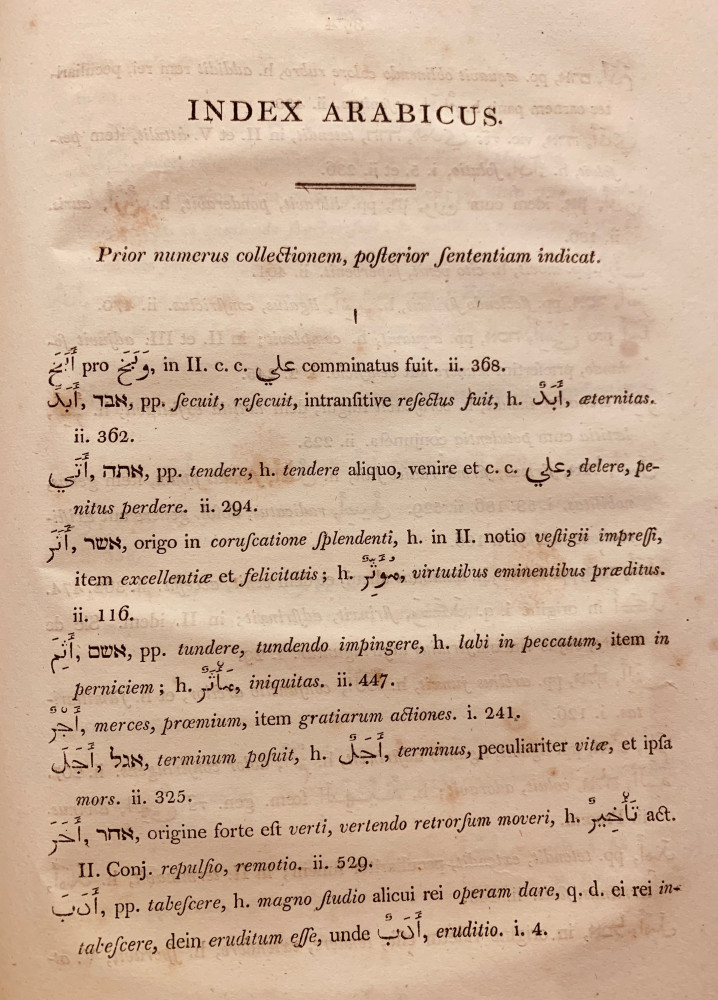 INDEX ARABICUS.
Prior numerus collectionem, posterior sententiam indicat.
ا
أَبَّخَ pro وَبَّخَ, in II. c. c. علي comminatus fuit. ii. 368.
أَبَدَ, אבד, pp. ſecuit, reſecuit, intranſitive reſectus fuit, h. أَبَدٌ, æternitas.
ii. 362.
أَتَي, אתה, pp. tendere, h. tendere aliquo, venire et c. c. علي, delere, pe-
nitus perdere. ii. 294.
أَثَرَ, אשר, origo in coruſcatione ſplendenti, h. in II. notio veſtigii impreſſi,
item excellentiæ et felicitatis; h. مُوثَرٌ, virtutibus eminentibus præditus.
ii. 116.
أَثِمَ, אשם, pp. tundere, tundendo impingere, h. labi in peccatum, item in
perniciem; h. iniquitas. ii. 447.
أَجْرٌ, merces, præmium, item gratiarum actiones. i. 241.
أَجَلَ, אגל, terminum poſuit, h. أَجَلٌ, terminus, peculiariter vitæ, et ipſa
mors. ii. 325.
أَخَرَ, אחר, origine forte eſt verti, vertendo retrorſum moveri, h. تَأْخِيرٌ act.
II. Conj. repulſio, remotio. ii. 529.
أَدَبَ, pp. tabeſcere, h. magno ſtudio alicui rei operam dare, q. d. ei rei in-
tabeſcere, dein eruditum eſſe, unde أَدَبٌ, eruditio. i. 4.